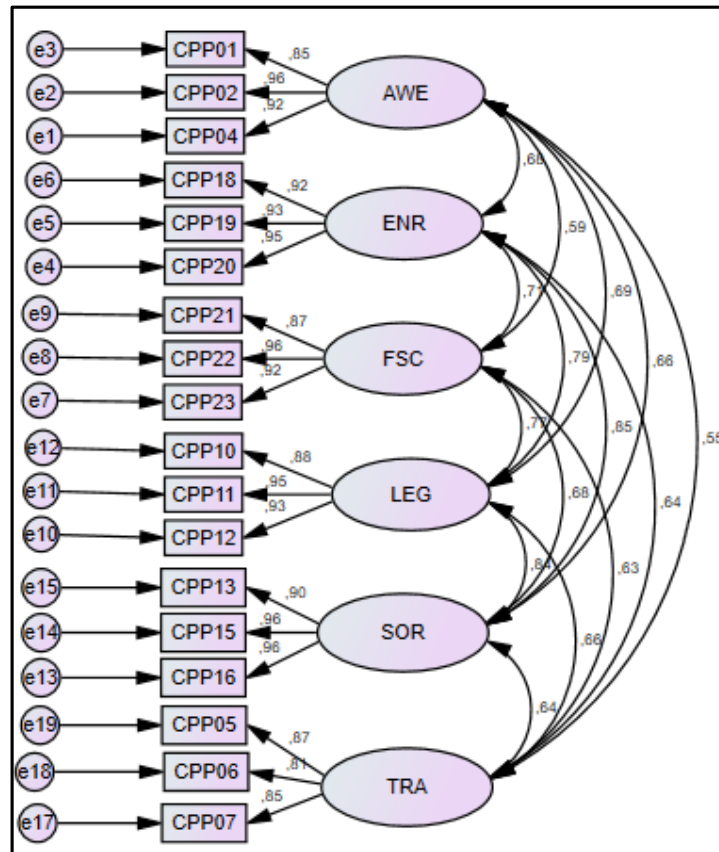 e3 CPP01 ,85
e2 CPP02 ,96 AWE
e1 CPP04 ,92
e6 CPP18 ,92 ,68
e5 CPP19 ,93 ENR ,59
e4 CPP20 ,95
,71 ,69
e9 CPP21 ,87
e8 CPP22 ,96 FSC ,79 ,66
e7 CPP23 ,92
,77 ,85 ,55
e12 CPP10 ,88
e11 CPP11 ,95 LEG ,68 ,64
e10 CPP12 ,93
,84 ,63
e15 CPP13 ,90
e14 CPP15 ,96 SOR ,66
e13 CPP16 ,96
,64
e19 CPP05 ,87
e18 CPP06 ,81 TRA
e17 CPP07 ,85